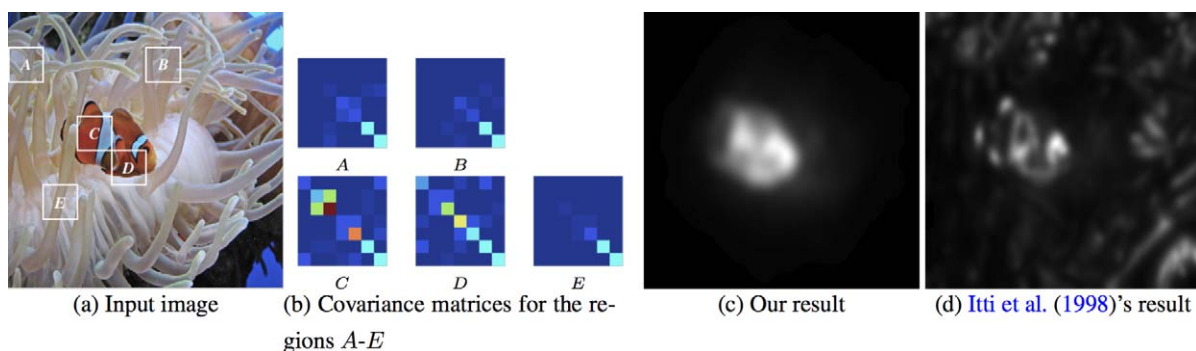 A
B
C
D
E
A
B
C
D
E
(a) Input image
(b) Covariance matrices for the re-
gions A-E
(c) Our result
(d) Itti et al. (1998)'s result